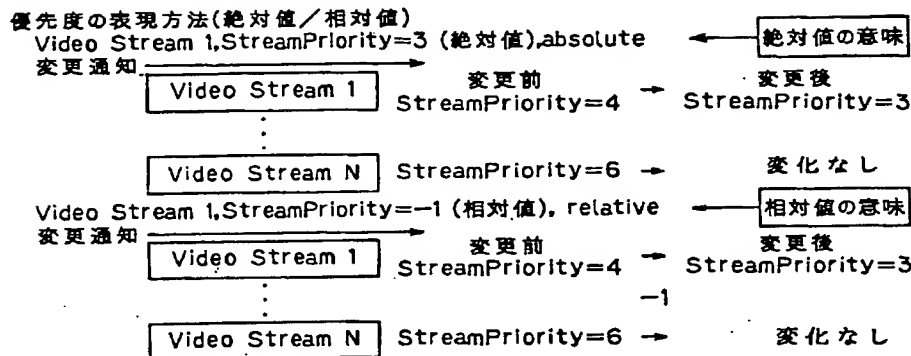 優先度の表現方法(絶対値／相対値)
Video Stream 1,StreamPriority=3 (絶対値),absolute
絶対値の意味
変更通知
変更前
変更後
Video Stream 1
StreamPriority=4 → StreamPriority=3
Video Stream N
StreamPriority=6 → 変化なし
Video Stream 1,StreamPriority=-1 (相対値), relative
相対値の意味
変更通知
変更前
変更後
Video Stream 1
StreamPriority=4 → StreamPriority=3
-1
Video Stream N
StreamPriority=6 → 変化なし